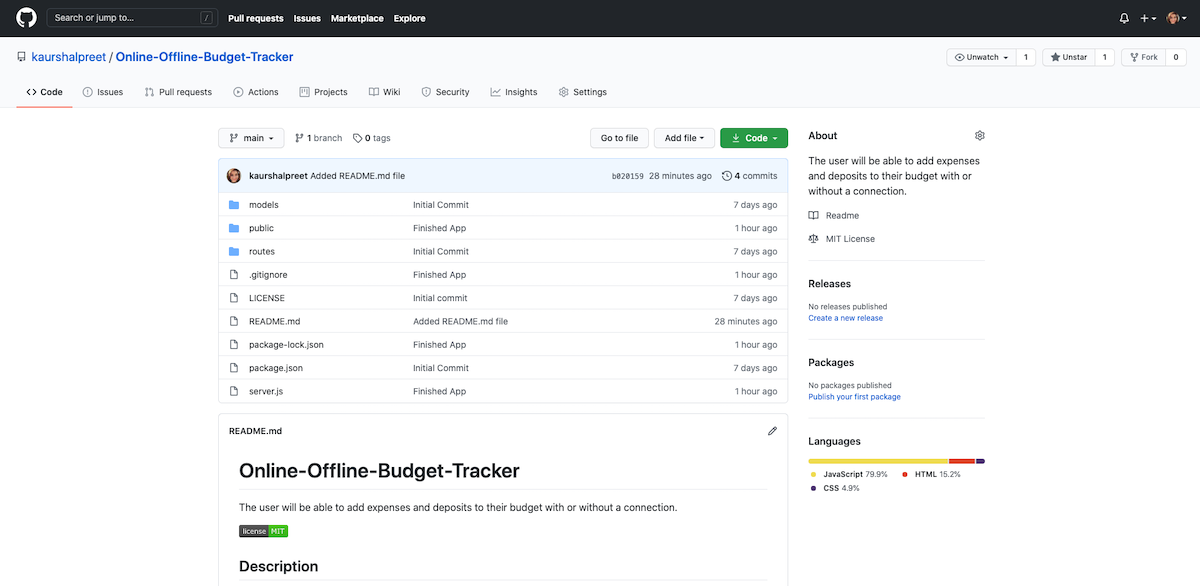 Search or jump to... /
Pull requests Issues Marketplace Explore
kaurshalpreet / Online-Offline-Budget-Tracker
Unwatch 1 Unstar 1 Fork 0
Code Issues Pull requests Actions Projects Wiki Security Insights Settings
main 1 branch 0 tags Go to file Add file Code
kaurshalpreet Added README.md file b020159 28 minutes ago 4 commits
models Initial Commit 7 days ago
public Finished App 1 hour ago
routes Initial Commit 7 days ago
.gitignore Finished App 1 hour ago
LICENSE Initial commit 7 days ago
README.md Added README.md file 28 minutes ago
package-lock.json Finished App 1 hour ago
package.json Initial Commit 7 days ago
server.js Finished App 1 hour ago
README.md
Online-Offline-Budget-Tracker
The user will be able to add expenses and deposits to their budget with or without a connection.
license MIT
Description
About
The user will be able to add expenses
and deposits to their budget with or
without a connection.
Readme
MIT License
Releases
No releases published
Create a new release
Packages
No packages published
Publish your first package
Languages
JavaScript 79.9% HTML 15.2%
CSS 4.9%